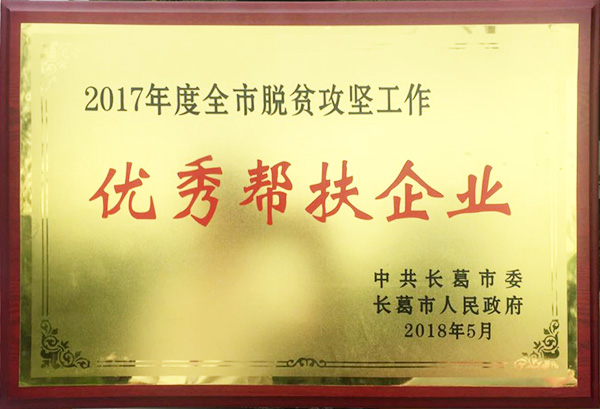 2017年度全市脱贫攻坚工作
优秀帮扶企业
中共长葛市委
长葛市人民政府
2018年5月